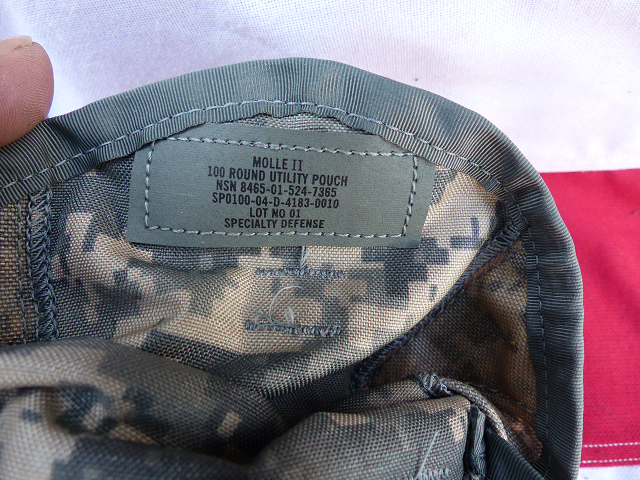 MOLLE II
100 ROUND UTILITY POUCH
NSN 8465-01-524-7365
SPO100-04-D-4183-0010
LOT NO 01
SPECIALTY DEFENSE